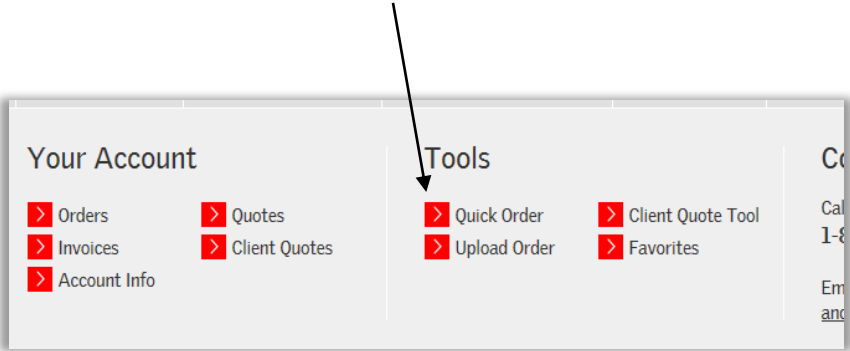 Your Account
Orders
Invoices
Account Info
Quotes
Client Quotes
Tools
Quick Order
Upload Order
Client Quote Tool
Favorites